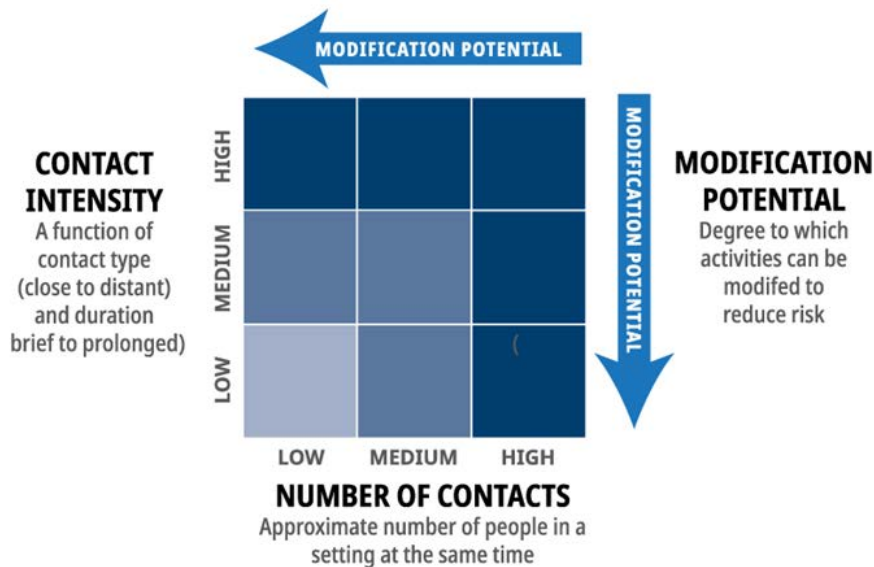 MODIFICATION POTENTIAL
CONTACT
INTENSITY
A function of
contact type
(close to distant)
and duration
brief to prolonged)
HIGH
MEDIUM
LOW
(
MODIFICATION POTENTIAL
MODIFICATION
POTENTIAL
Degree to which
activities can be
modifed to
reduce risk
LOW MEDIUM HIGH
NUMBER OF CONTACTS
Approximate number of people in a
setting at the same time